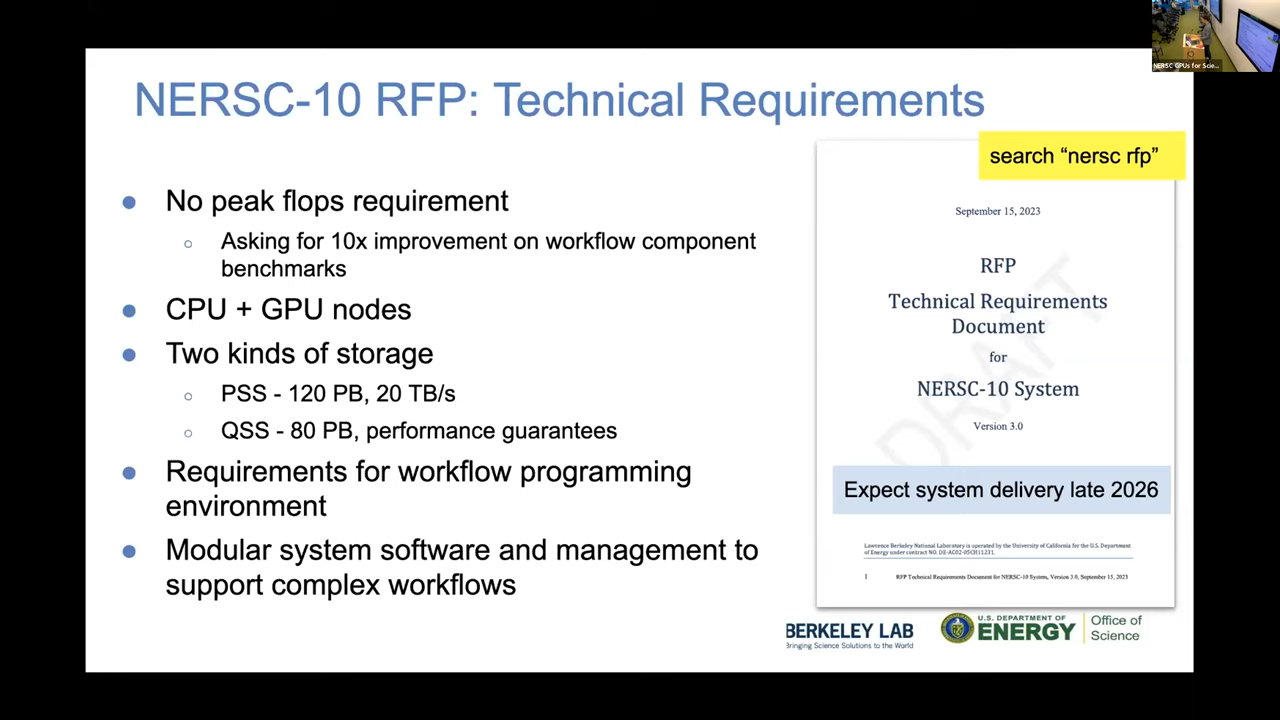 NERSC GPUs for Scie...
NERSC-10 RFP: Technical Requirements
search “nersc rfp”
● No peak flops requirement
○ Asking for 10x improvement on workflow component
benchmarks
● CPU + GPU nodes
● Two kinds of storage
○ PSS - 120 PB, 20 TB/s
○ QSS - 80 PB, performance guarantees
● Requirements for workflow programming
environment
● Modular system software and management to
support complex workflows
September 15, 2023
RFP
Technical Requirements
Document
for
NERSC-10 System
Version 3.0
DRAFT
Expect system delivery late 2026
Lawrence Berkeley National Laboratory is operated by the University of California for the U.S. Department
of Energy under contract NO. DE-AC02-05CH11231.
1 RFP Technical Requirements Document for NERSC-10 System, Version 3.0, September 15, 2023
BERKELEY LAB
Bringing Science Solutions to the World
U.S. DEPARTMENT OF
ENERGY
Office of
Science